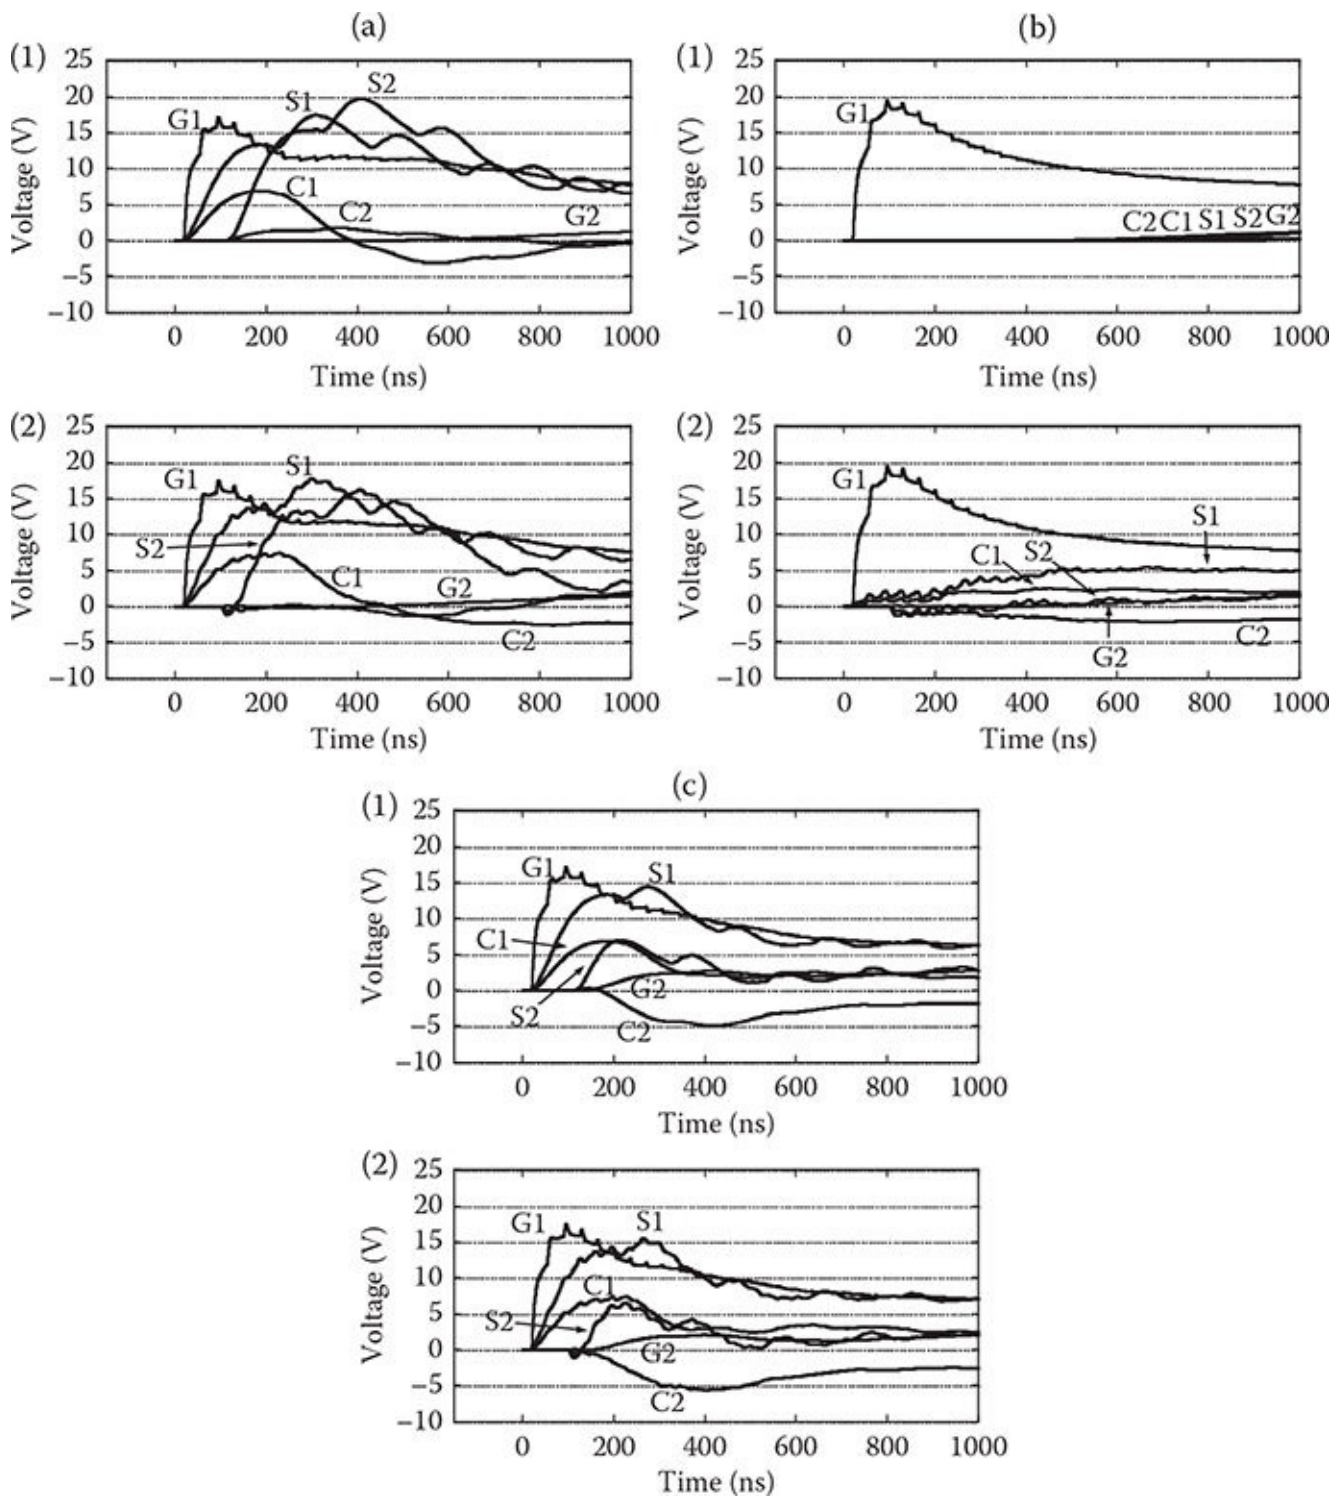 (a)
(1)
25
20
15
10
5
0
−5
−10
Voltage (V)
G1
S1
S2
C1
C2
G2
0 200 400 600 800 1000
Time (ns)
(b)
(1)
25
20
15
10
5
0
−5
−10
Voltage (V)
G1
C2 C1 S1 S2 G2
0 200 400 600 800 1000
Time (ns)
(2)
25
20
15
10
5
0
−5
−10
Voltage (V)
G1
S1
S2
C1
G2
C2
0 200 400 600 800 1000
Time (ns)
(2)
25
20
15
10
5
0
−5
−10
Voltage (V)
G1
S1
C1
S2
G2
C2
0 200 400 600 800 1000
Time (ns)
(c)
(1)
25
20
15
10
5
0
−5
−10
Voltage (V)
G1
S1
C1
S2
G2
C2
0 200 400 600 800 1000
Time (ns)
(2)
25
20
15
10
5
0
−5
−10
Voltage (V)
G1
S1
C1
S2
G2
C2
0 200 400 600 800 1000
Time (ns)